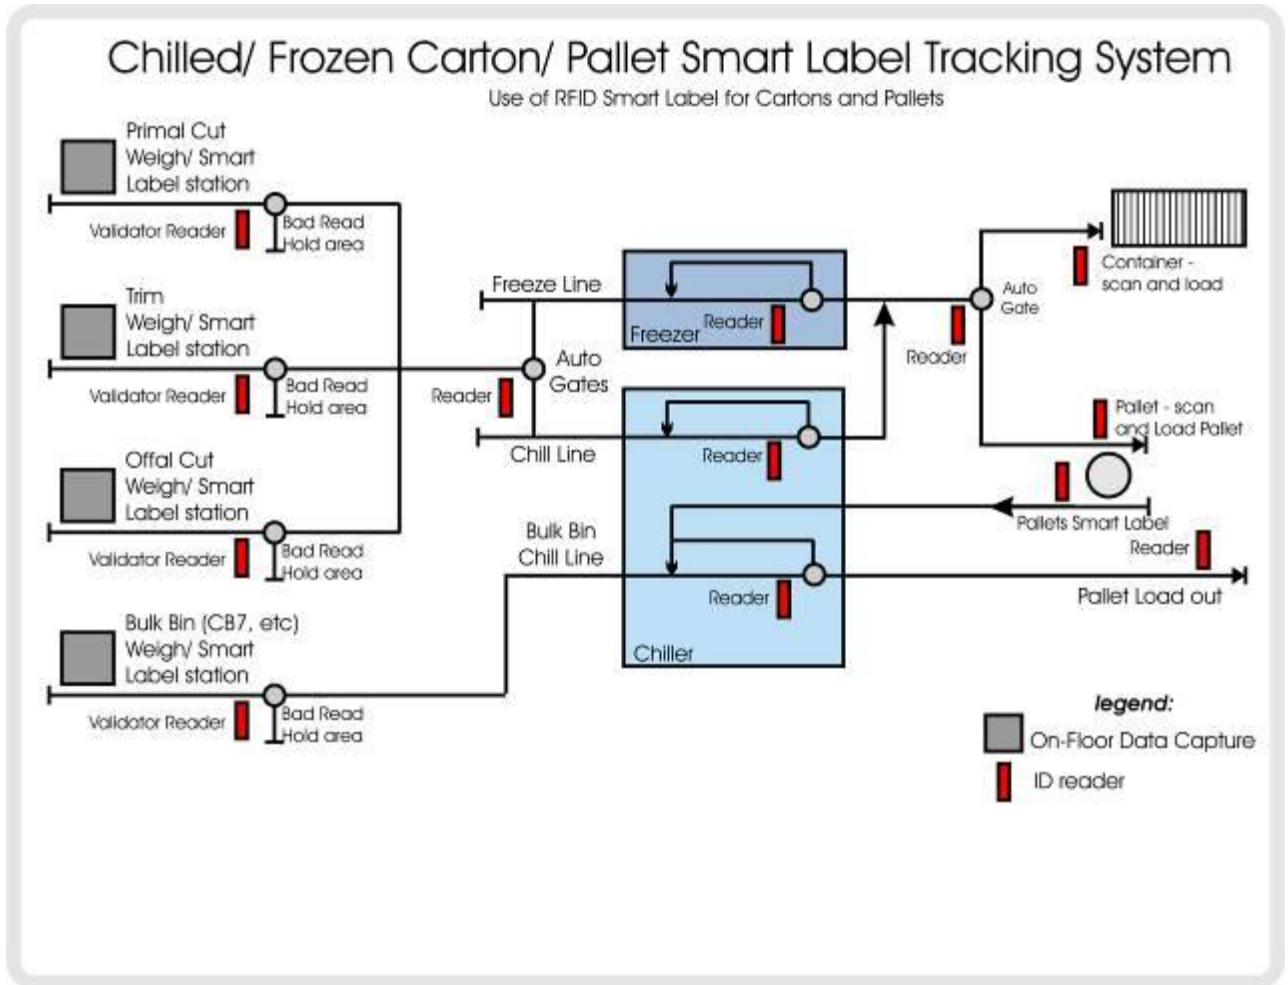 Chilled/ Frozen Carton/ Pallet Smart Label Tracking System
Use of RFID Smart Label for Cartons and Pallets
Primal Cut
Weigh/ Smart
Label station
Validator Reader
Bad Read
Hold area
Trim
Weigh/ Smart
Label station
Validator Reader
Bad Read
Hold area
Offal Cut
Weigh/ Smart
Label station
Validator Reader
Bad Read
Hold area
Bulk Bin (CB7, etc)
Weigh/ Smart
Label station
Validator Reader
Bad Read
Hold area
Freeze Line
Auto
Gates
Reader
Chill Line
Bulk Bin
Chill Line
Reader
Freezer
Reader
Reader
Chiller
Reader
Auto
Gate
Container -
scan and load
Pallet - scan
and Load Pallet
Pallets Smart Label
Reader
Pallet Load out
legend:
On-Floor Data Capture
ID reader